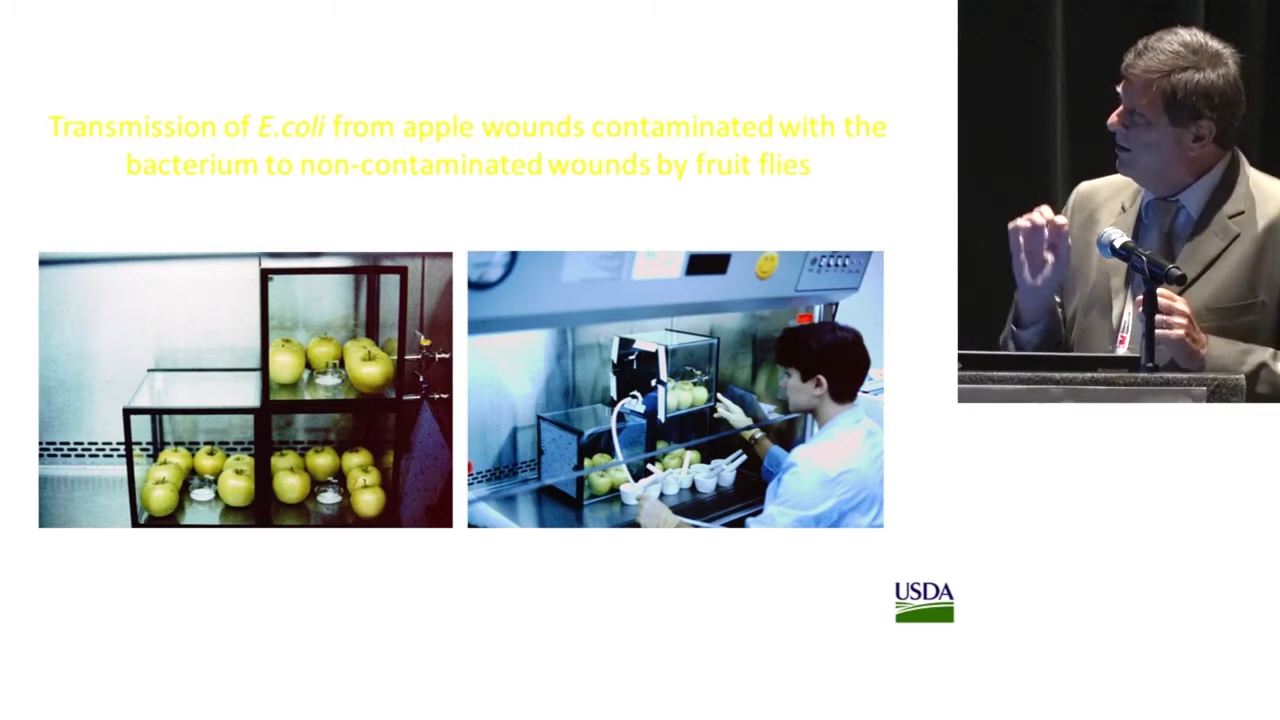 Transmission of E.coli from apple wounds contaminated with the
bacterium to non-contaminated wounds by fruit flies
USDA